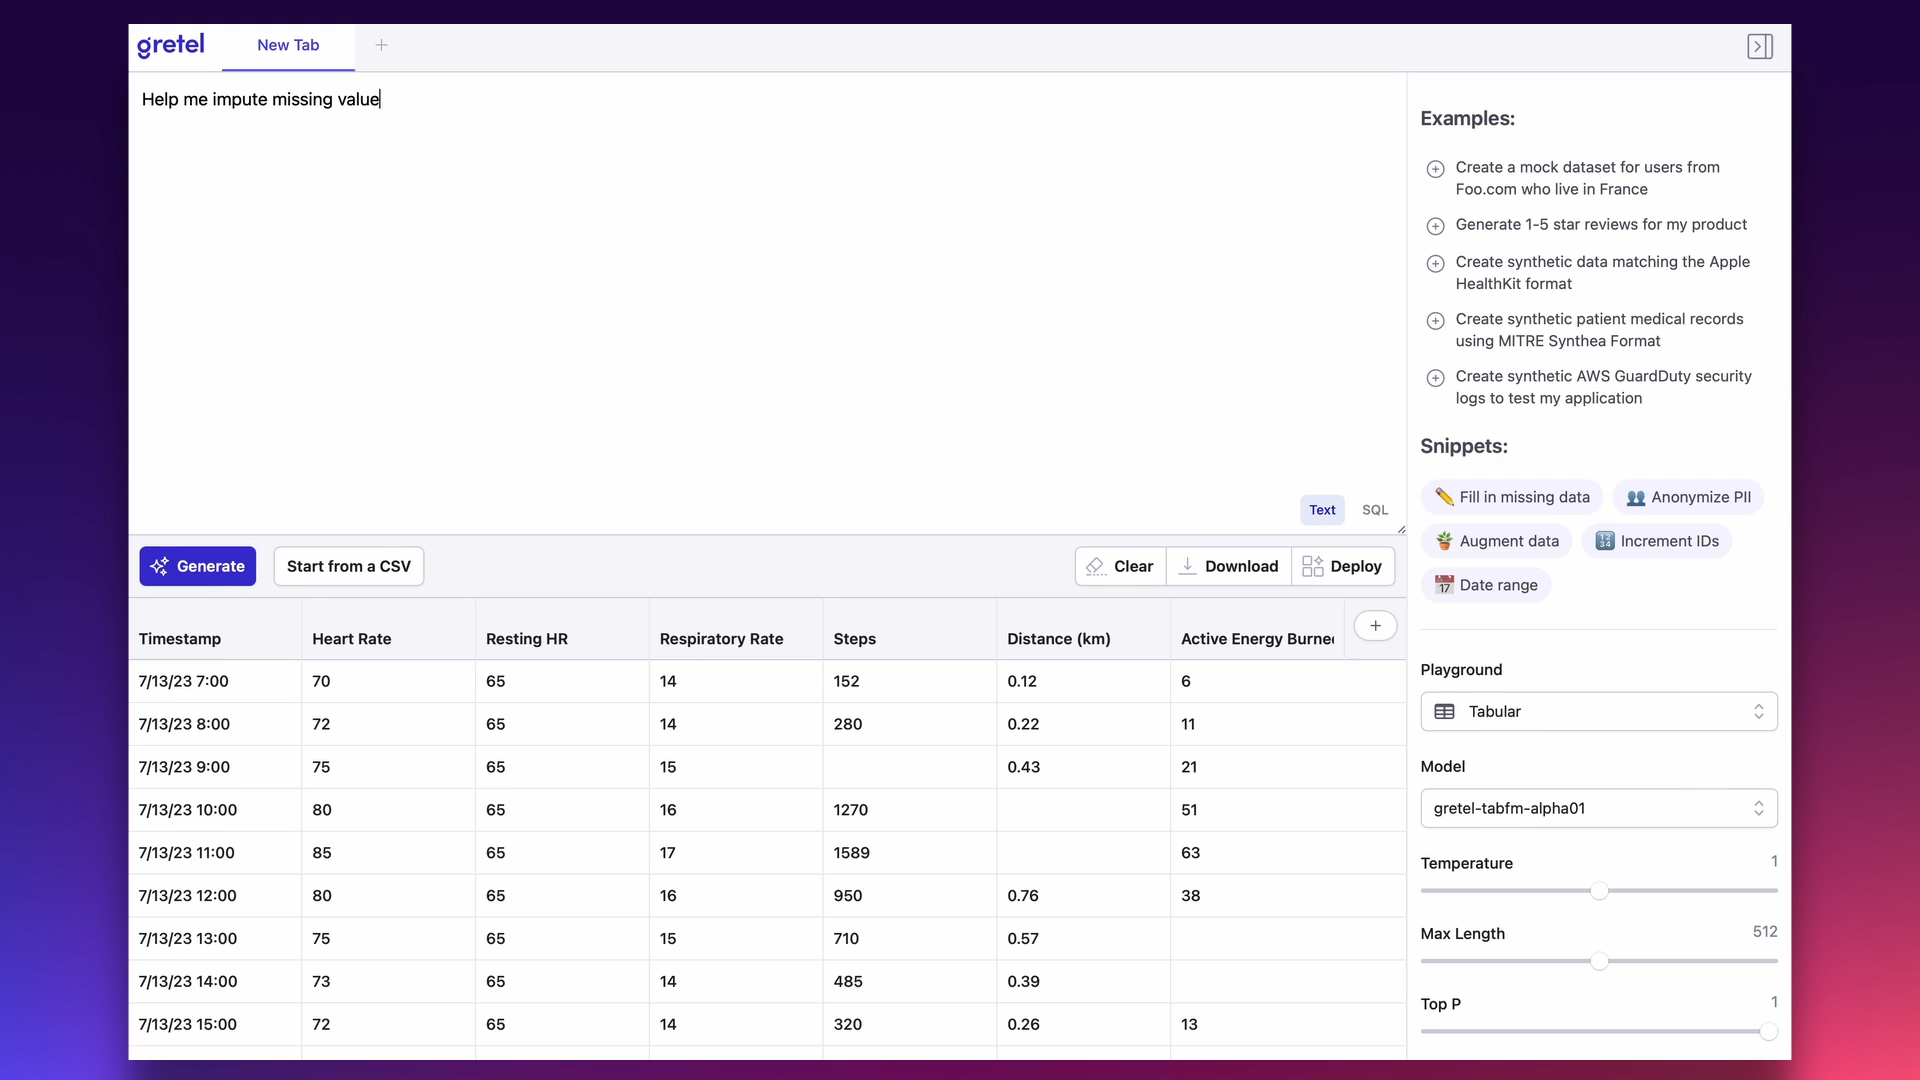 gretel
New Tab
Help me impute missing value
Text
SQL
Generate
Start from a CSV
Clear
Download
Deploy
Timestamp Heart Rate Resting HR Respiratory Rate Steps Distance (km) Active Energy Burne
7/13/23 7:00 70 65 14 152 0.12 6
7/13/23 8:00 72 65 14 280 0.22 11
7/13/23 9:00 75 65 15 0.43 21
7/13/23 10:00 80 65 16 1270 51
7/13/23 11:00 85 65 17 1589 63
7/13/23 12:00 80 65 16 950 0.76 38
7/13/23 13:00 75 65 15 710 0.57
7/13/23 14:00 73 65 14 485 0.39
7/13/23 15:00 72 65 14 320 0.26 13
Examples:
Create a mock dataset for users from
Foo.com who live in France
Generate 1-5 star reviews for my product
Create synthetic data matching the Apple
HealthKit format
Create synthetic patient medical records
using MITRE Synthea Format
Create synthetic AWS GuardDuty security
logs to test my application
Snippets:
Fill in missing data
Anonymize PII
Augment data
Increment IDs
Date range
Playground
Tabular
Model
gretel-tabfm-alpha01
Temperature 1
Max Length 512
Top P 1